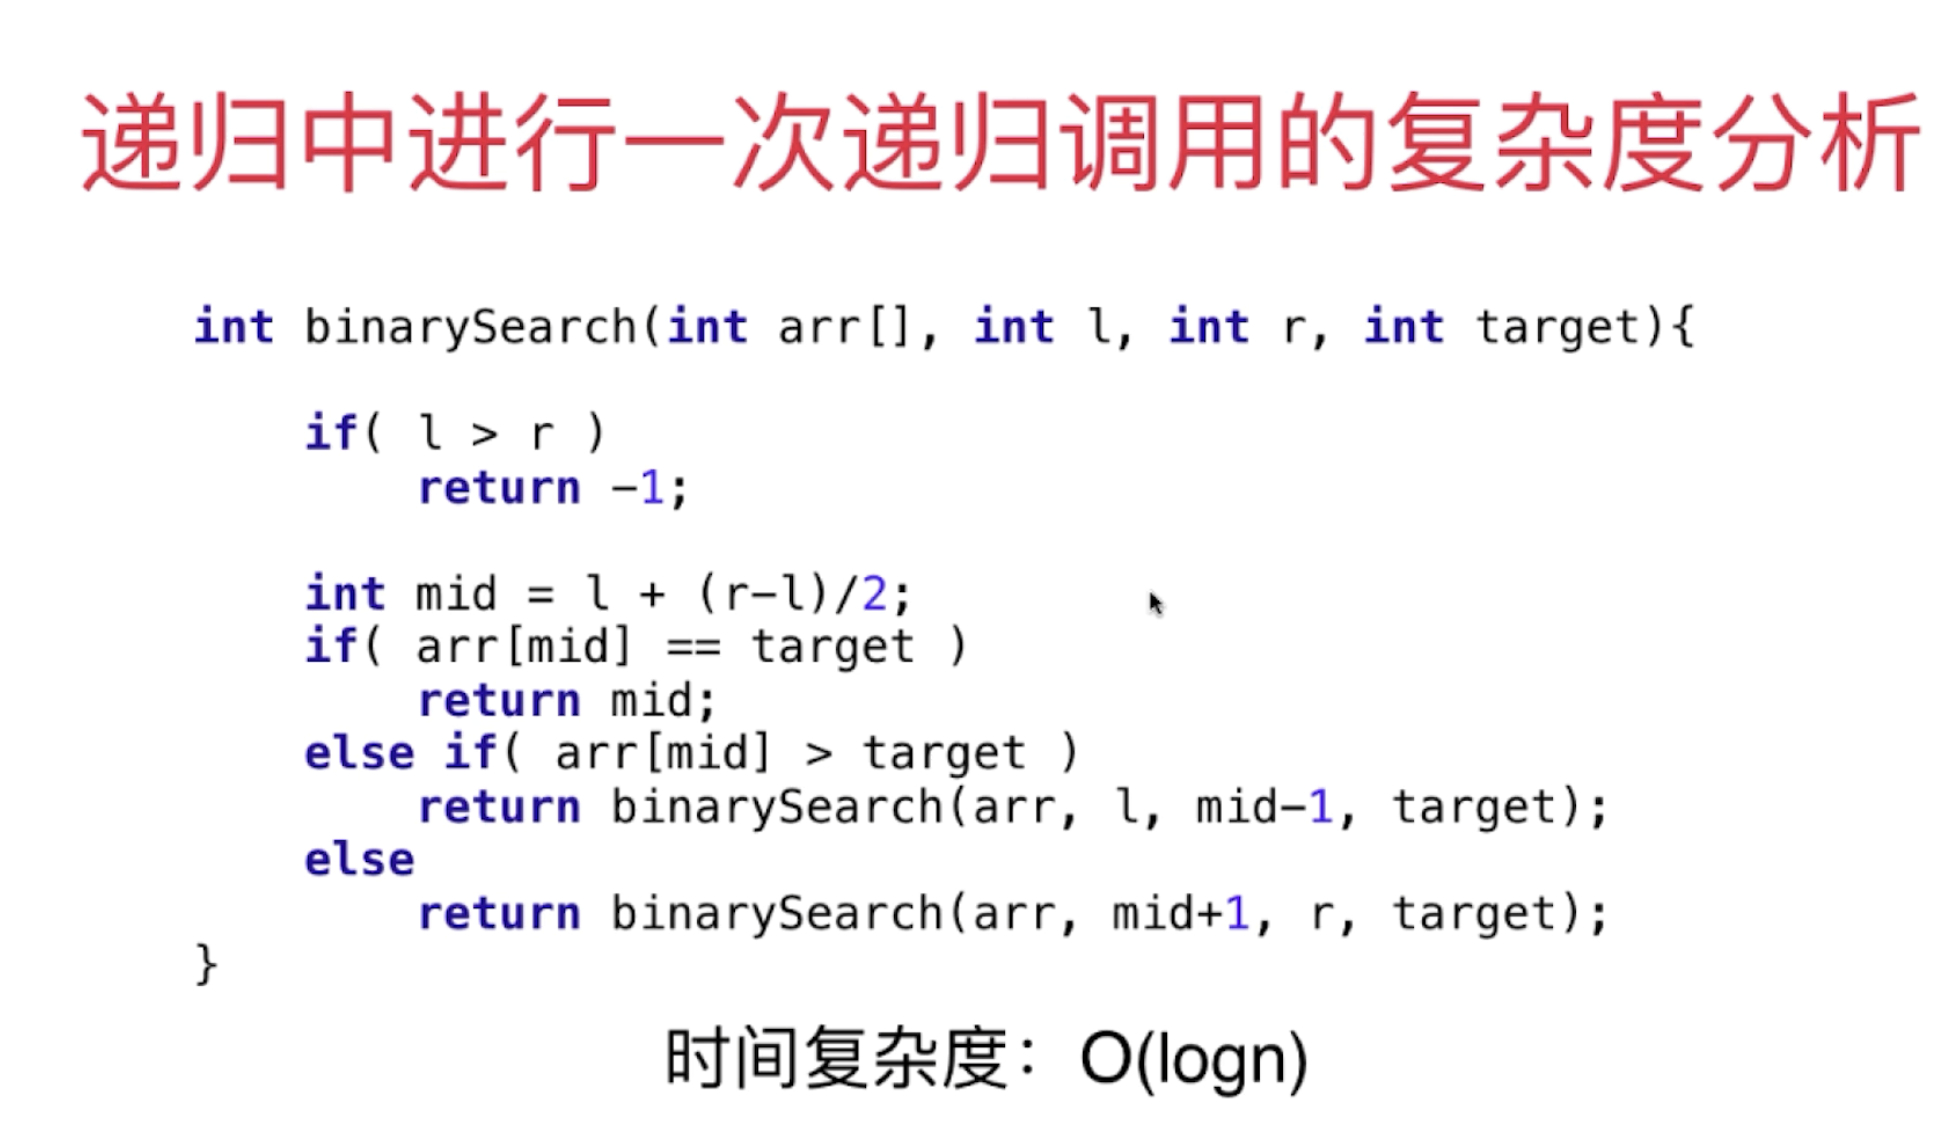 递归中进行一次递归调用的复杂度分析
int binarySearch(int arr[], int l, int r, int target){
if( l > r )
return -1;
int mid = l + (r-l)/2;
if( arr[mid] == target )
return mid;
else if( arr[mid] > target )
return binarySearch(arr, l, mid-1, target);
else
return binarySearch(arr, mid+1, r, target);
}
时间复杂度：O(logn)